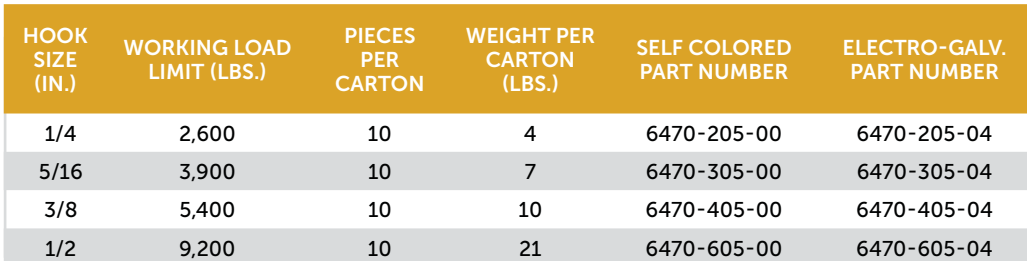 HOOK SIZE (IN.) WORKING LOAD LIMIT (LBS.) PIECES PER CARTON WEIGHT PER CARTON (LBS.) SELF COLORED PART NUMBER ELECTRO-GALV. PART NUMBER
1/4 2,600 10 4 6470-205-00 6470-205-04
5/16 3,900 10 7 6470-305-00 6470-305-04
3/8 5,400 10 10 6470-405-00 6470-405-04
1/2 9,200 10 21 6470-605-00 6470-605-04